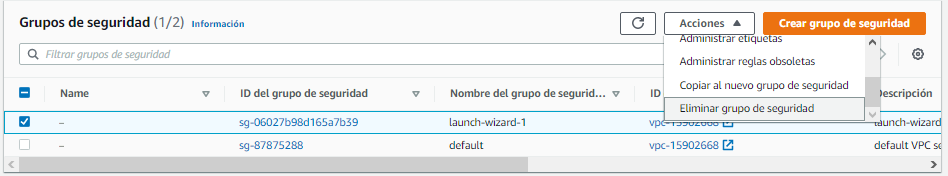 Grupos de seguridad (1/2) Información
Acciones
Crear grupo de seguridad
Filtrar grupos de seguridad
Administrar etiquetas
Administrar reglas obsoletas
Copiar al nuevo grupo de seguridad
Eliminar grupo de seguridad
Name ID del grupo de seguridad Nombre del grupo de segurid... ID Descripción
– sg-06027b98d165a7b39 launch-wizard-1 vpc-15902668 launch-wizard
– sg-87875288 default vpc-15902668 default VPC se